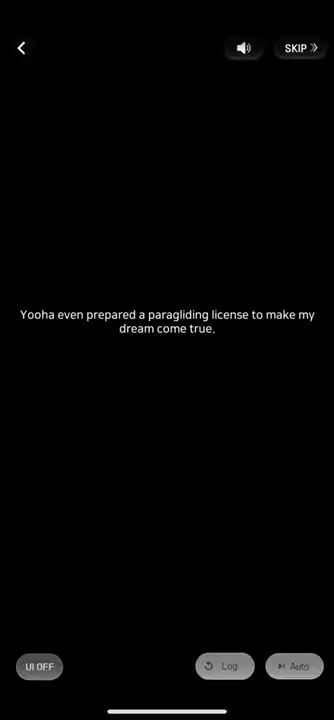 SKIP
Yooha even prepared a paragliding license to make my
dream come true.
UI OFF
Log
Auto